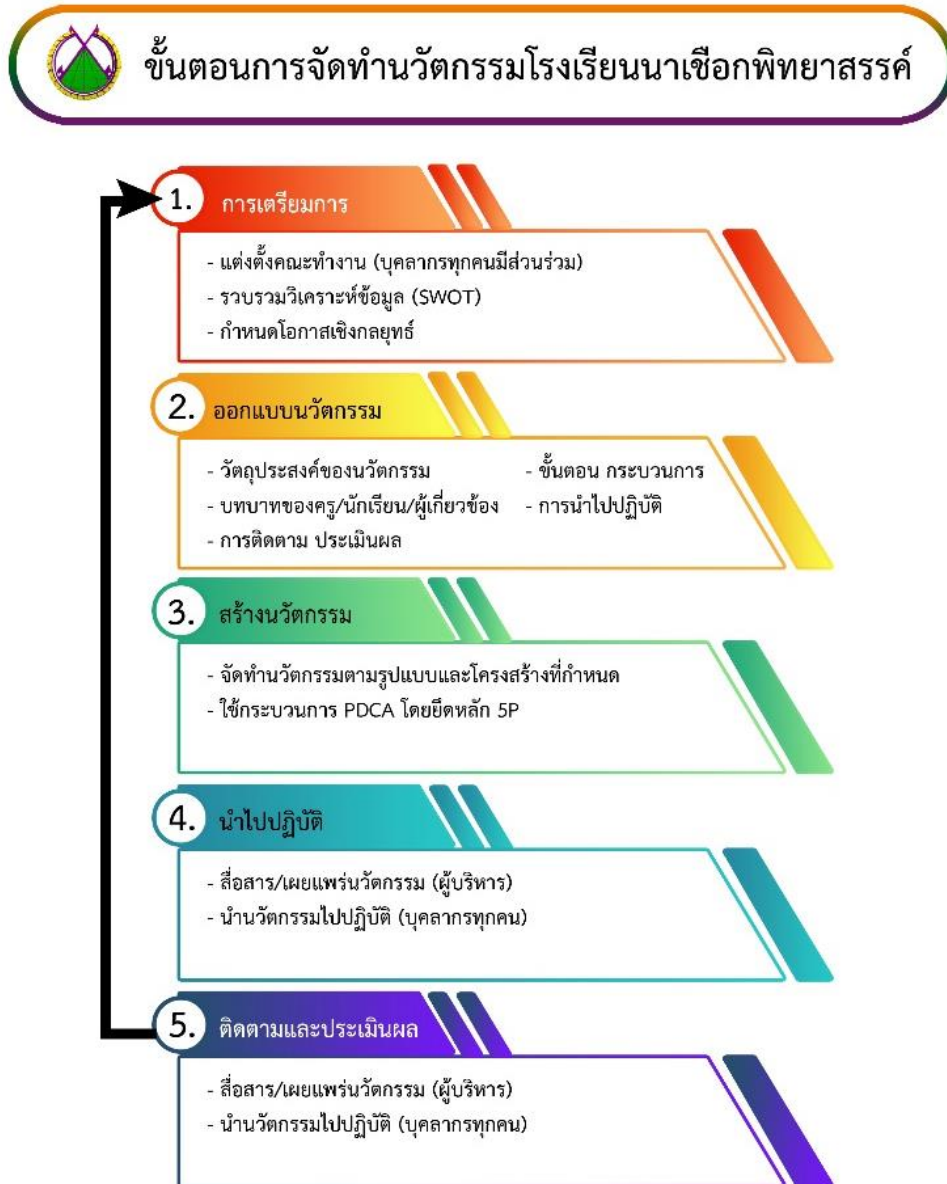 ขั้นตอนการจัดทำนวัตกรรมโรงเรียนนาเชือกพิทยาสรรค์
1. การเตรียมการ
- แต่งตั้งคณะทำงาน (บุคลากรทุกคนมีส่วนร่วม)
- รวบรวมวิเคราะห์ข้อมูล (SWOT)
- กำหนดโอกาสเชิงกลยุทธ์
2. ออกแบบนวัตกรรม
- วัตถุประสงค์ของนวัตกรรม - ขั้นตอน กระบวนการ
- บทบาทของครู/นักเรียน/ผู้เกี่ยวข้อง - การนำไปปฏิบัติ
- การติดตาม ประเมินผล
3. สร้างนวัตกรรม
- จัดทำนวัตกรรมตามรูปแบบและโครงสร้างที่กำหนด
- ใช้กระบวนการ PDCA โดยยึดหลัก 5P
4. นำไปปฏิบัติ
- สื่อสาร/เผยแพร่นวัตกรรม (ผู้บริหาร)
- นำนวัตกรรมไปปฏิบัติ (บุคลากรทุกคน)
5. ติดตามและประเมินผล
- สื่อสาร/เผยแพร่นวัตกรรม (ผู้บริหาร)
- นำนวัตกรรมไปปฏิบัติ (บุคลากรทุกคน)